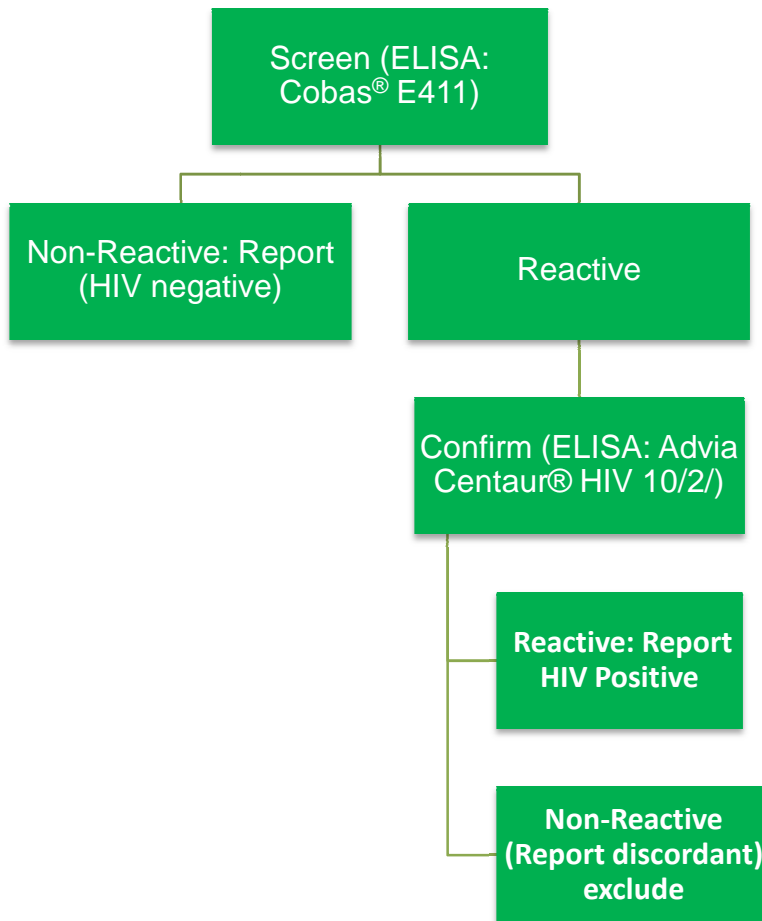 Screen (ELISA:
Cobas® E411)
Non-Reactive: Report
(HIV negative)
Reactive
Confirm (ELISA: Advia
Centaur® HIV 10/2/)
Reactive: Report
HIV Positive
Non-Reactive
(Report discordant)
exclude